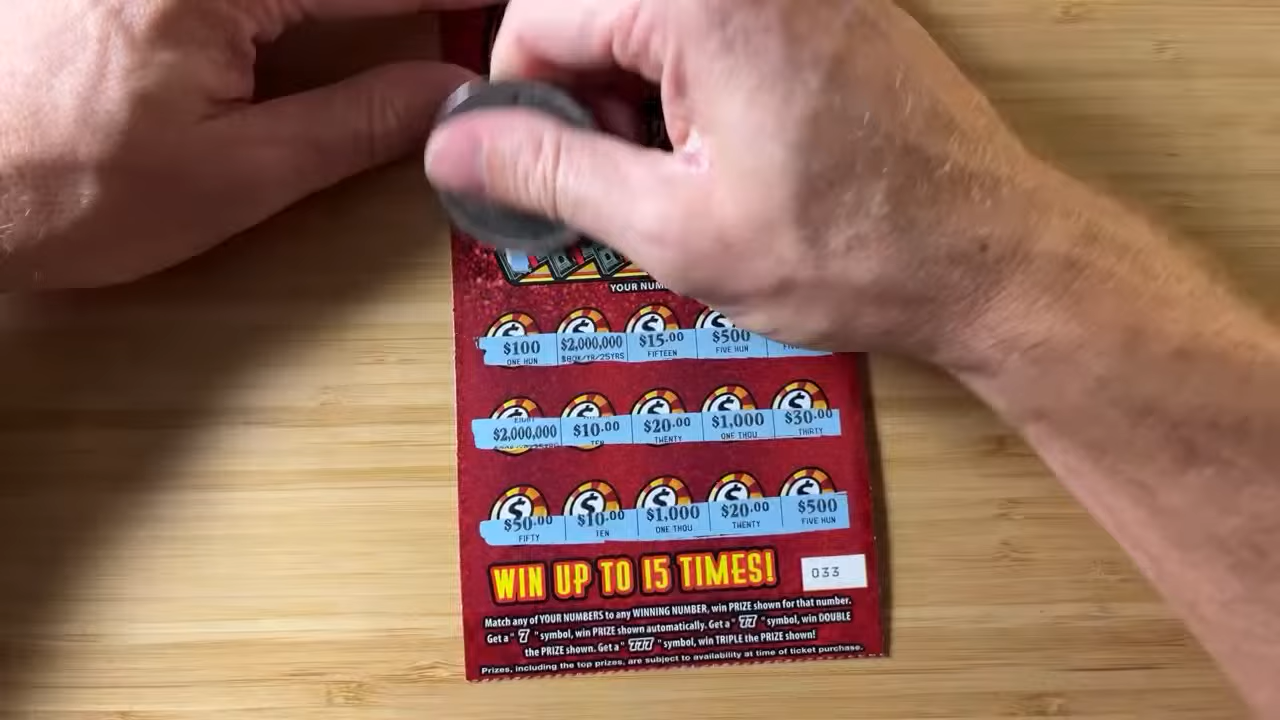 YOUR NUM
$100 $2,000,000 $15.00 $500
ONE HUN $80K/YR/25YRS FIFTEEN FIVE HUN
$2,000,000 $10.00 $20.00 $1,000 $30.00
TEN TWENTY ONE THOU THIRTY
$50.00 $10.00 $1,000 $20.00 $500
FIFTY TEN ONE THOU TWENTY FIVE HUN
WIN UP TO 15 TIMES! 033
Match any of YOUR NUMBERS to any WINNING NUMBER, win PRIZE shown for that number.
Get a "7" symbol, win PRIZE shown automatically. Get a "77" symbol, win DOUBLE
the PRIZE shown. Get a "777" symbol, win TRIPLE the PRIZE shown!
Prizes, including the top prizes, are subject to availability at time of ticket purchase.